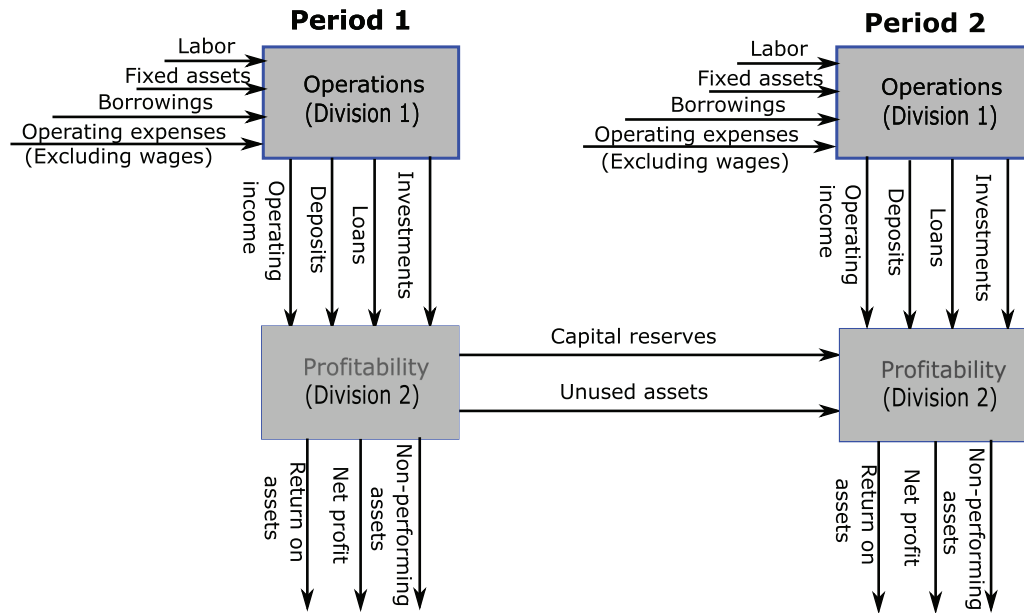 Period 1
Period 2
Labor
Fixed assets
Borrowings
Operating expenses
(Excluding wages)
Operations
(Division 1)
Labor
Fixed assets
Borrowings
Operating expenses
(Excluding wages)
Operations
(Division 1)
Operating
income
Deposits
Loans
Investments
Operating
income
Deposits
Loans
Investments
Profitability
(Division 2)
Capital reserves
Unused assets
Profitability
(Division 2)
Return on
assets
Net profit
Non-performing
assets
Return on
assets
Net profit
Non-performing
assets